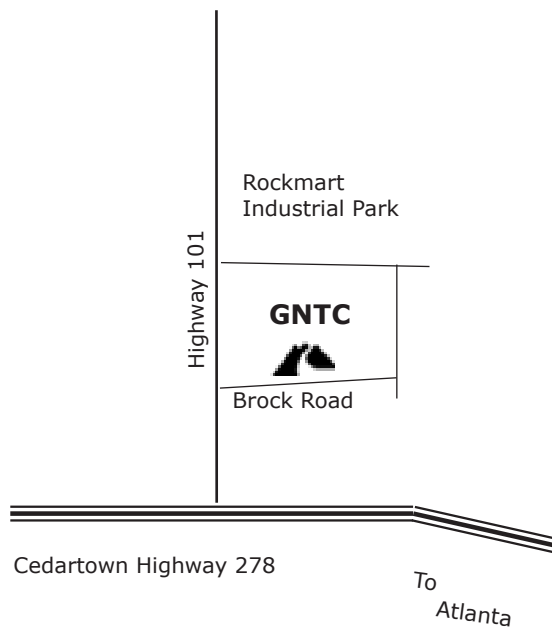 Rockmart
Industrial Park
Highway 101
GNTC
Brock Road
Cedartown Highway 278
To
Atlanta